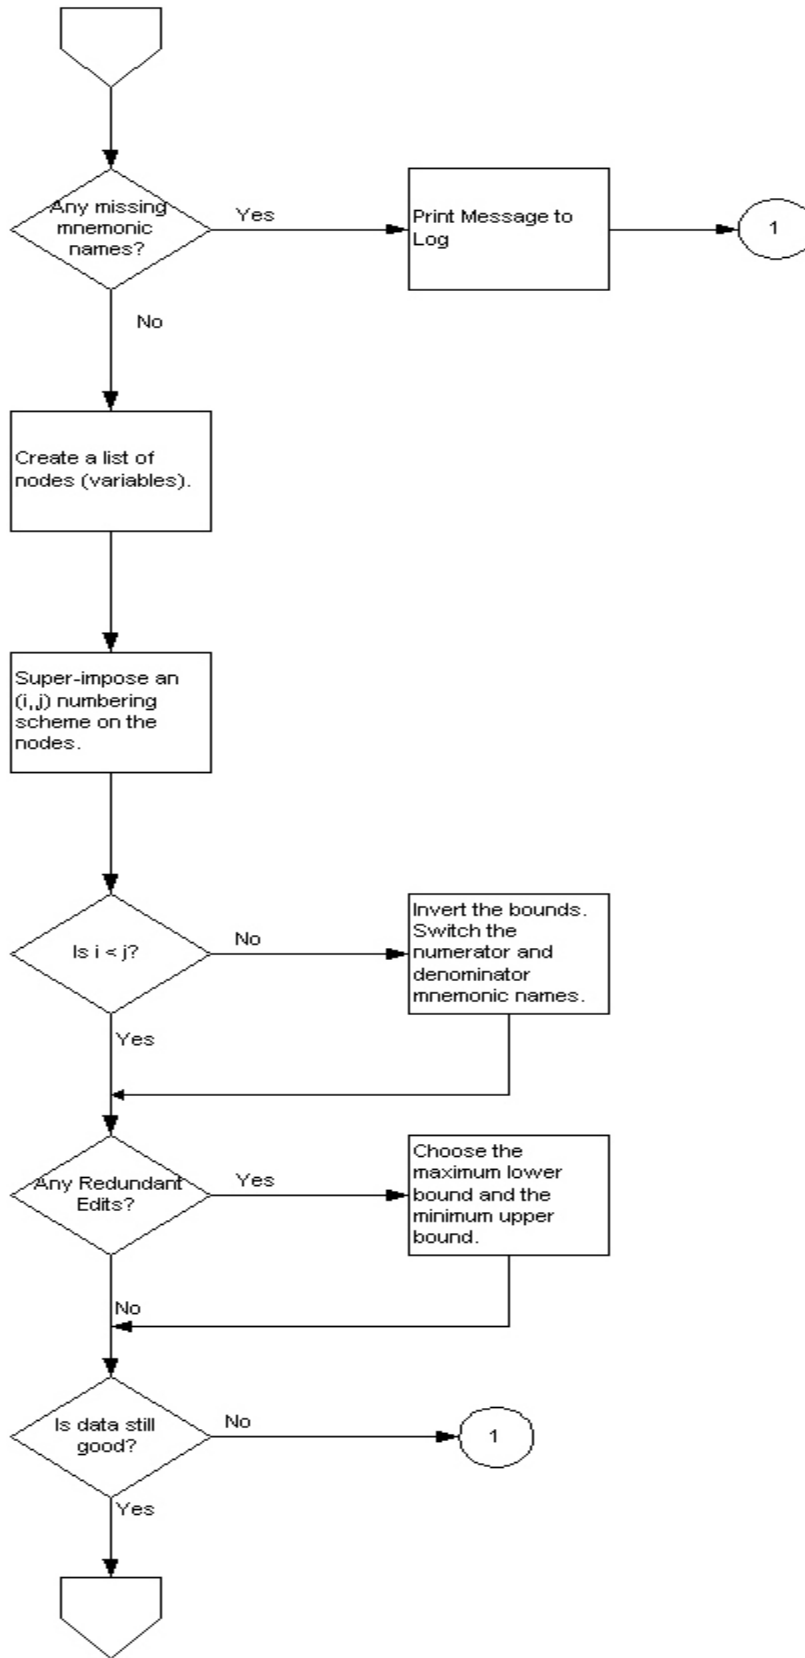 Any missing
mnemonic
names?
Yes
Print Message to
Log
1
No
Create a list of
nodes (variables).
Super-impose an
(i,j) numbering
scheme on the
nodes.
Is i < j?
No
Invert the bounds.
Switch the
numerator and
denominator
mnemonic names.
Yes
Any Redundant
Edits?
Yes
Choose the
maximum lower
bound and the
minimum upper
bound.
No
Is data still
good?
No
1
Yes